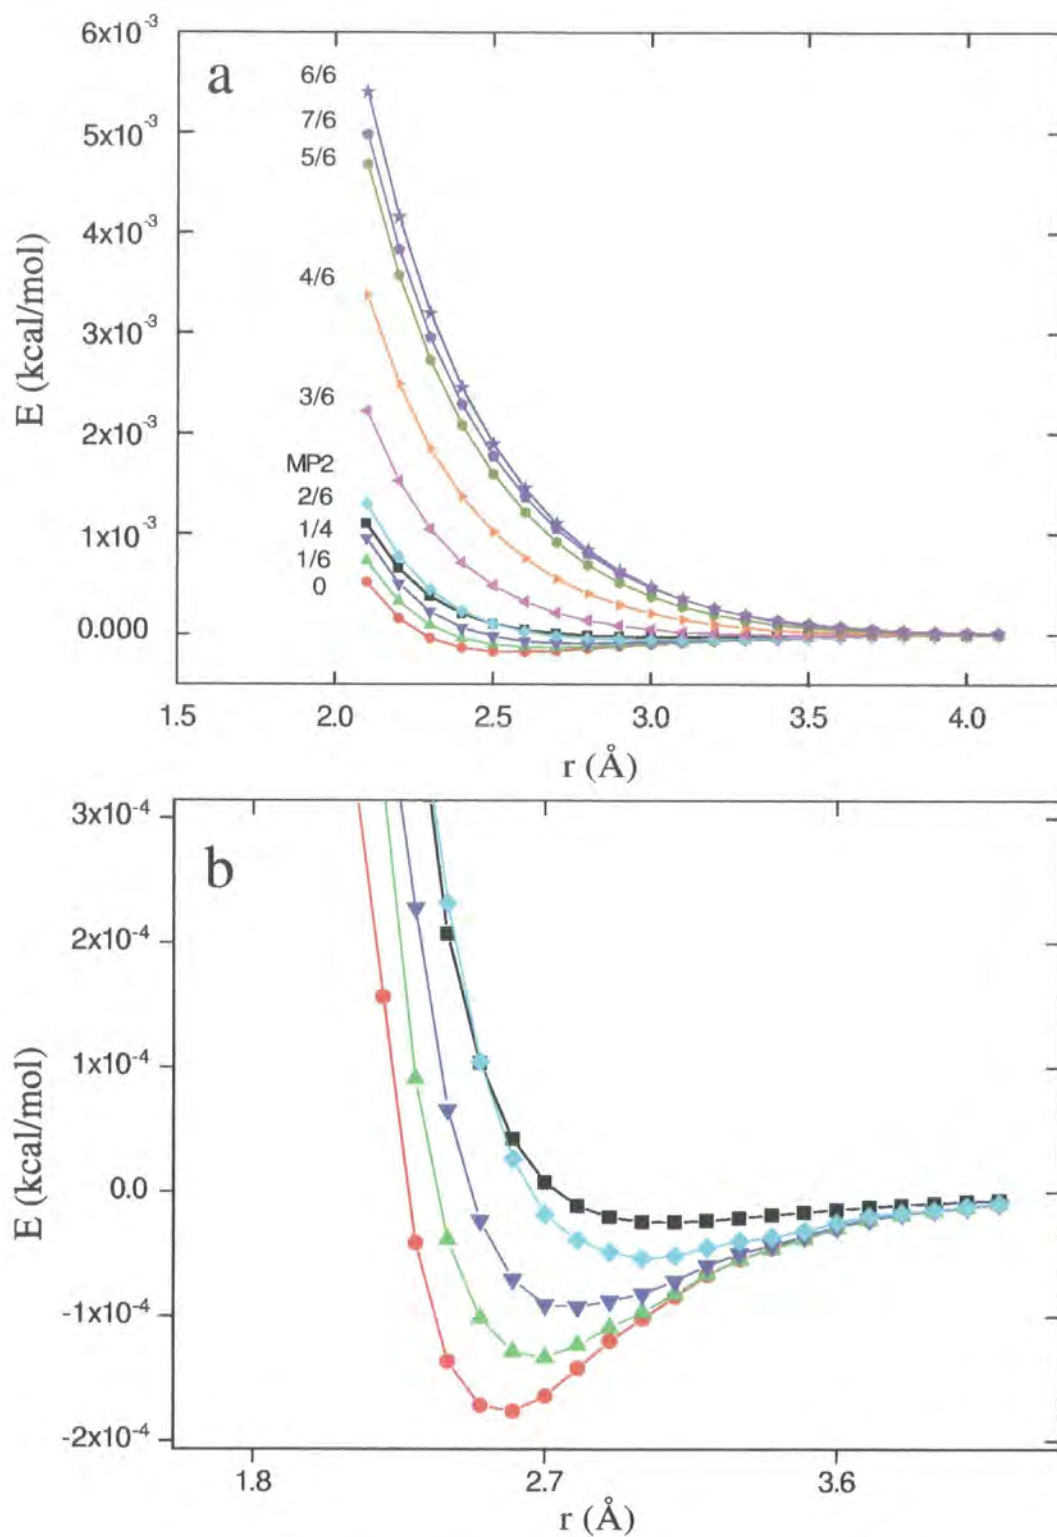 6x10⁻³
a
6/6
7/6
5x10⁻³
5/6
4x10⁻³
4/6
E (kcal/mol)
3x10⁻³
3/6
2x10⁻³
MP2
2/6
1x10⁻³
1/4
1/6
0
0.000
1.5 2.0 2.5 3.0 3.5 4.0
r (Å)
3x10⁻⁴
b
2x10⁻⁴
1x10⁻⁴
E (kcal/mol)
0.0
-1x10⁻⁴
-2x10⁻⁴
1.8 2.7 3.6
r (Å)